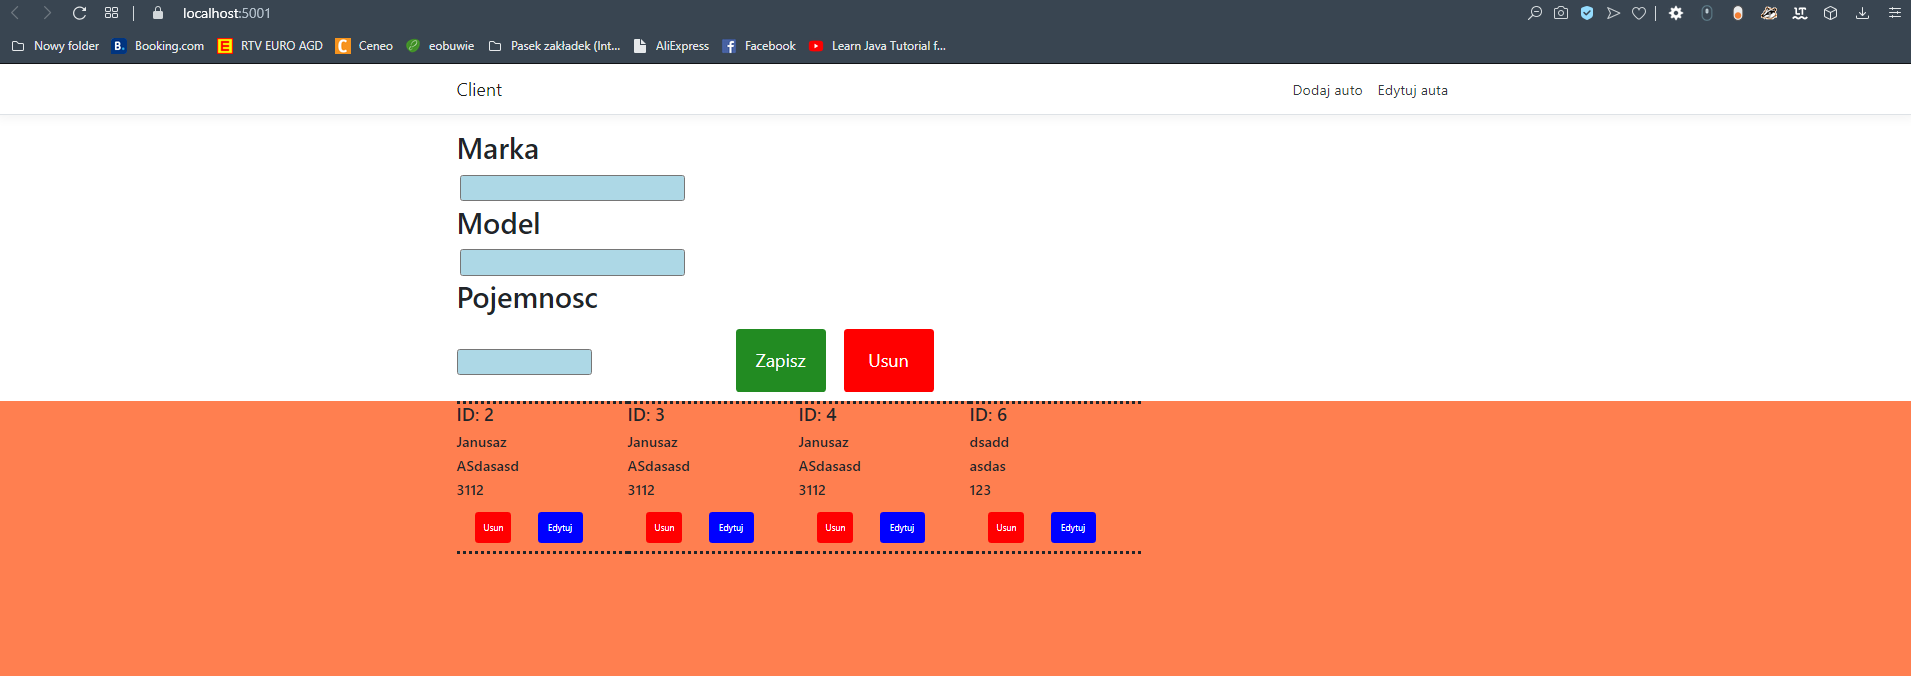 localhost:5001
Nowy folder B. Booking.com E RTV EURO AGD C Ceneo eobuwie Pasek zakładek (Int... AliExpress f Facebook Learn Java Tutorial f...
Client Dodaj auto Edytuj auta
Marka
Model
Pojemnosc
Zapisz Usun
ID: 2 ID: 3 ID: 4 ID: 6
Janusaz Janusaz Janusaz dsadd
ASdasasd ASdasasd ASdasasd asdas
3112 3112 3112 123
Usun Edytuj Usun Edytuj Usun Edytuj Usun Edytuj